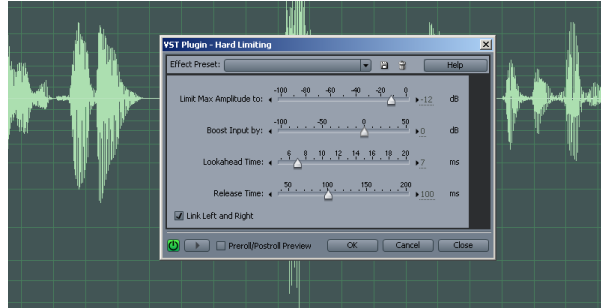 VST Plugin - Hard Limiting
Effect Preset: Help
-100 -80 -60 -40 -20 0
Limit Max Amplitude to: -12 dB
-100 -50 0 50
Boost Input by: 0 dB
6 8 10 12 14 16 18 20
Lookahead Time: 7 ms
50 100 150 200
Release Time: 100 ms
Link Left and Right
Preroll/Postroll Preview OK Cancel Close